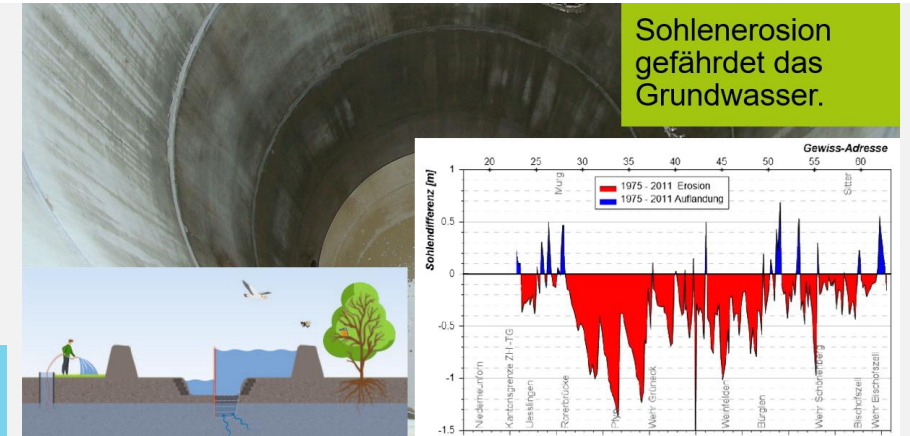 Sohlenerosion
gefährdet das
Grundwasser.
Gewiss-Adresse
20 25 30 35 40 45 50 55 60
Sohlendifferenz [m]
1
0.5
0
-0.5
-1
-1.5
1975 - 2011 Erosion
1975 - 2011 Auflandung
Murg
Sitter
Niederneunforn
Kantonsgrenze ZH-TG
Uesslingen
Rorerbrücke
Pfyn
Wehr Grüneck
Weinfelden
Bürglen
Wehr Schönenberg
Bischofszell
Wehr Bischofszell